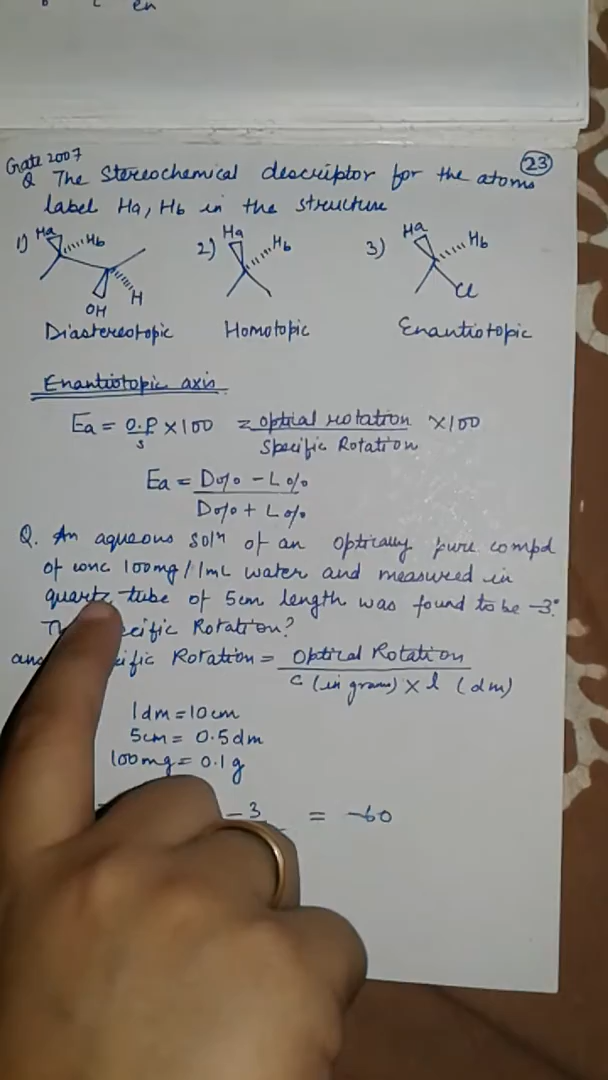 en
Gate 2007
23
Q The Stereochemical descriptor for the atoms
label Ha, Hb in the structure
1) Ha Hb OH H
2) Ha Hb
3) Ha Hb Cl
Diastereotopic Homotopic Enantiotopic
Enantiotopic axis
Ea = O.P/s x100 = optical rotation/Specific Rotation x100
Ea = D% - L%/D% + L%
Q. An aqueous solⁿ of an optically pure compd
of conc 100mg/1mL water and measured in
quartz tube of 5cm length was found to be -3°.
Rotation?
Rotation = Optical Rotation/c (in grams) x l (dm)
1dm = 10cm
5cm = 0.5dm
100mg = 0.1g
-3 = -60